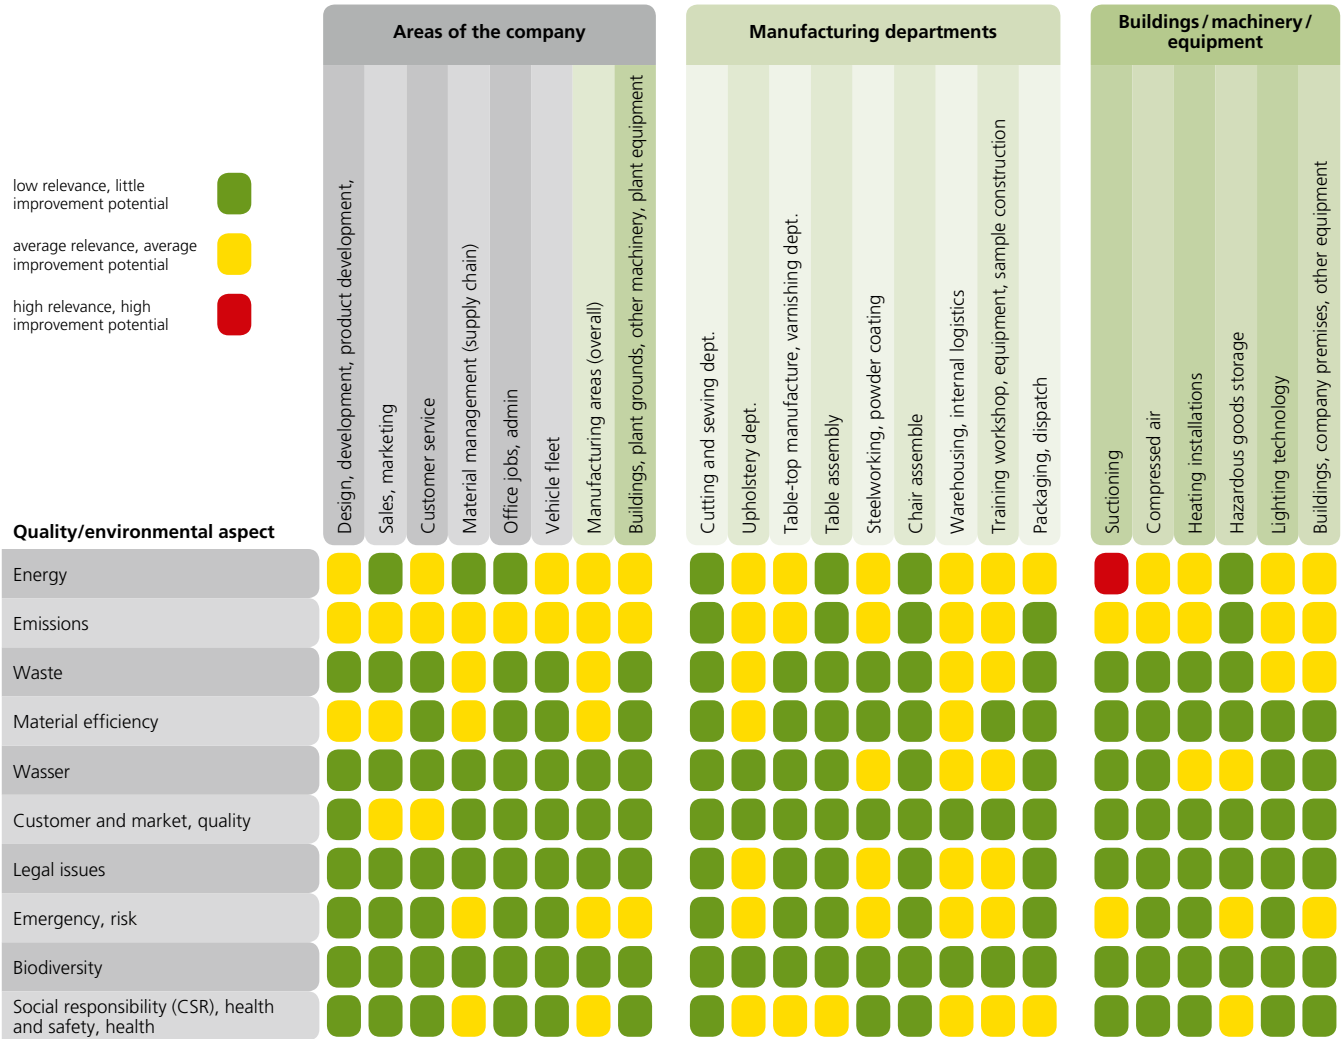 Areas of the company
Manufacturing departments
Buildings / machinery /
equipment
low relevance, little
improvement potential
average relevance, average
improvement potential
high relevance, high
improvement potential
Design, development, product development,
Sales, marketing
Customer service
Material management (supply chain)
Office jobs, admin
Vehicle fleet
Manufacturing areas (overall)
Buildings, plant grounds, other machinery, plant equipment
Cutting and sewing dept.
Upholstery dept.
Table-top manufacture, varnishing dept.
Table assembly
Steelworking, powder coating
Chair assemble
Warehousing, internal logistics
Training workshop, equipment, sample construction
Packaging, dispatch
Suctioning
Compressed air
Heating installations
Hazardous goods storage
Lighting technology
Buildings, company premises, other equipment
Quality/environmental aspect
Energy
Emissions
Waste
Material efficiency
Wasser
Customer and market, quality
Legal issues
Emergency, risk
Biodiversity
Social responsibility (CSR), health
and safety, health